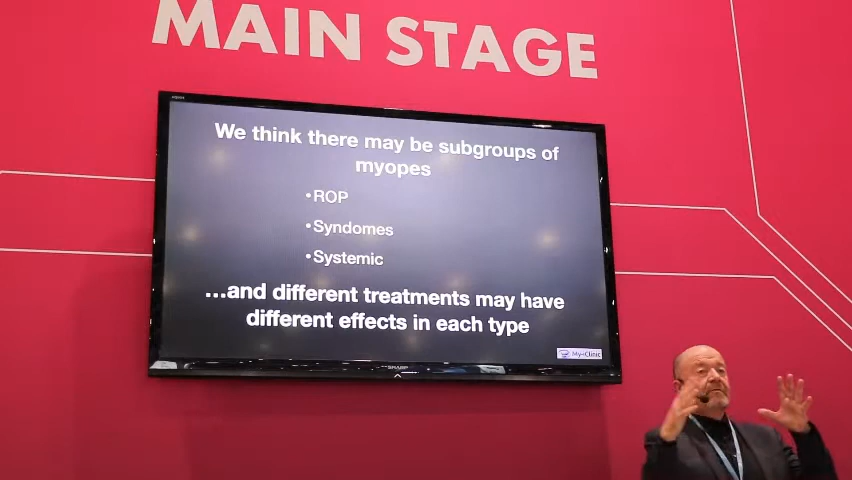 MAIN STAGE
We think there may be subgroups of
myopes
•ROP
•Syndomes
•Systemic
...and different treatments may have
different effects in each type
My-iClinic
SHARP